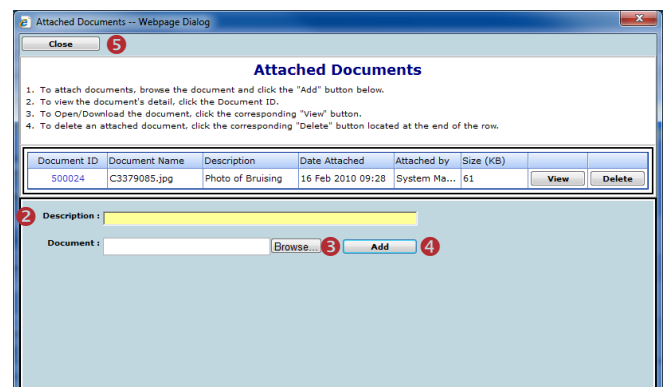 Attached Documents -- Webpage Dialog
x
Close 5
Attached Documents
1. To attach documents, browse the document and click the "Add" button below.
2. To view the document's detail, click the Document ID.
3. To Open/Download the document, click the corresponding "View" button.
4. To delete an attached document, click the corresponding "Delete" button located at the end of the row.
Document ID Document Name Description Date Attached Attached by Size (KB)
500024 C3379085.jpg Photo of Bruising 16 Feb 2010 09:28 System Ma... 61 View Delete
2 Description :
Document : Browse... 3 Add 4